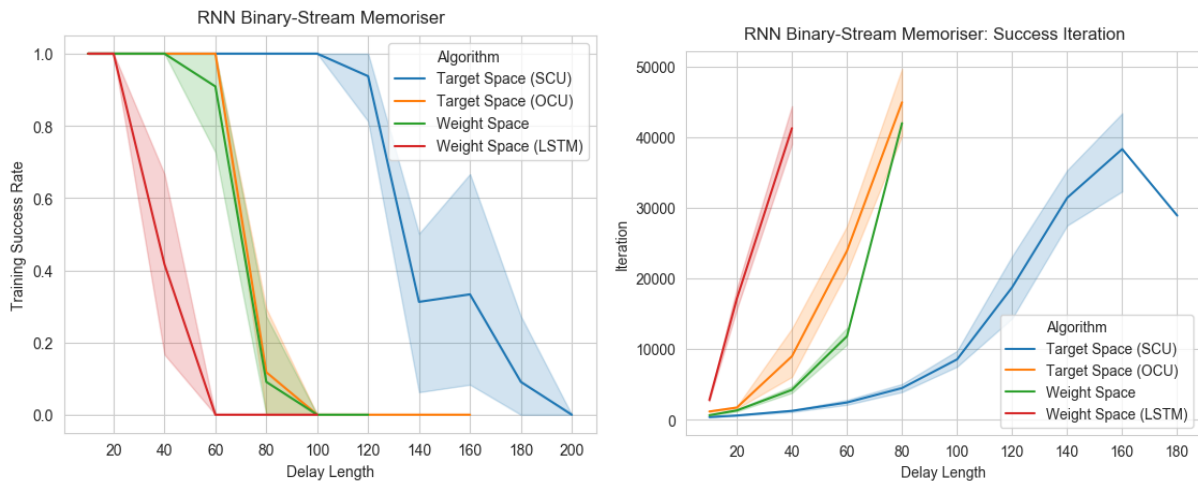 RNN Binary-Stream Memoriser
1.0
0.8
0.6
0.4
0.2
0.0
Training Success Rate
Algorithm
Target Space (SCU)
Target Space (OCU)
Weight Space
Weight Space (LSTM)
20 40 60 80 100 120 140 160 180 200
Delay Length
RNN Binary-Stream Memoriser: Success Iteration
50000
40000
30000
20000
10000
0
Iteration
Algorithm
Target Space (SCU)
Target Space (OCU)
Weight Space
Weight Space (LSTM)
20 40 60 80 100 120 140 160 180
Delay Length